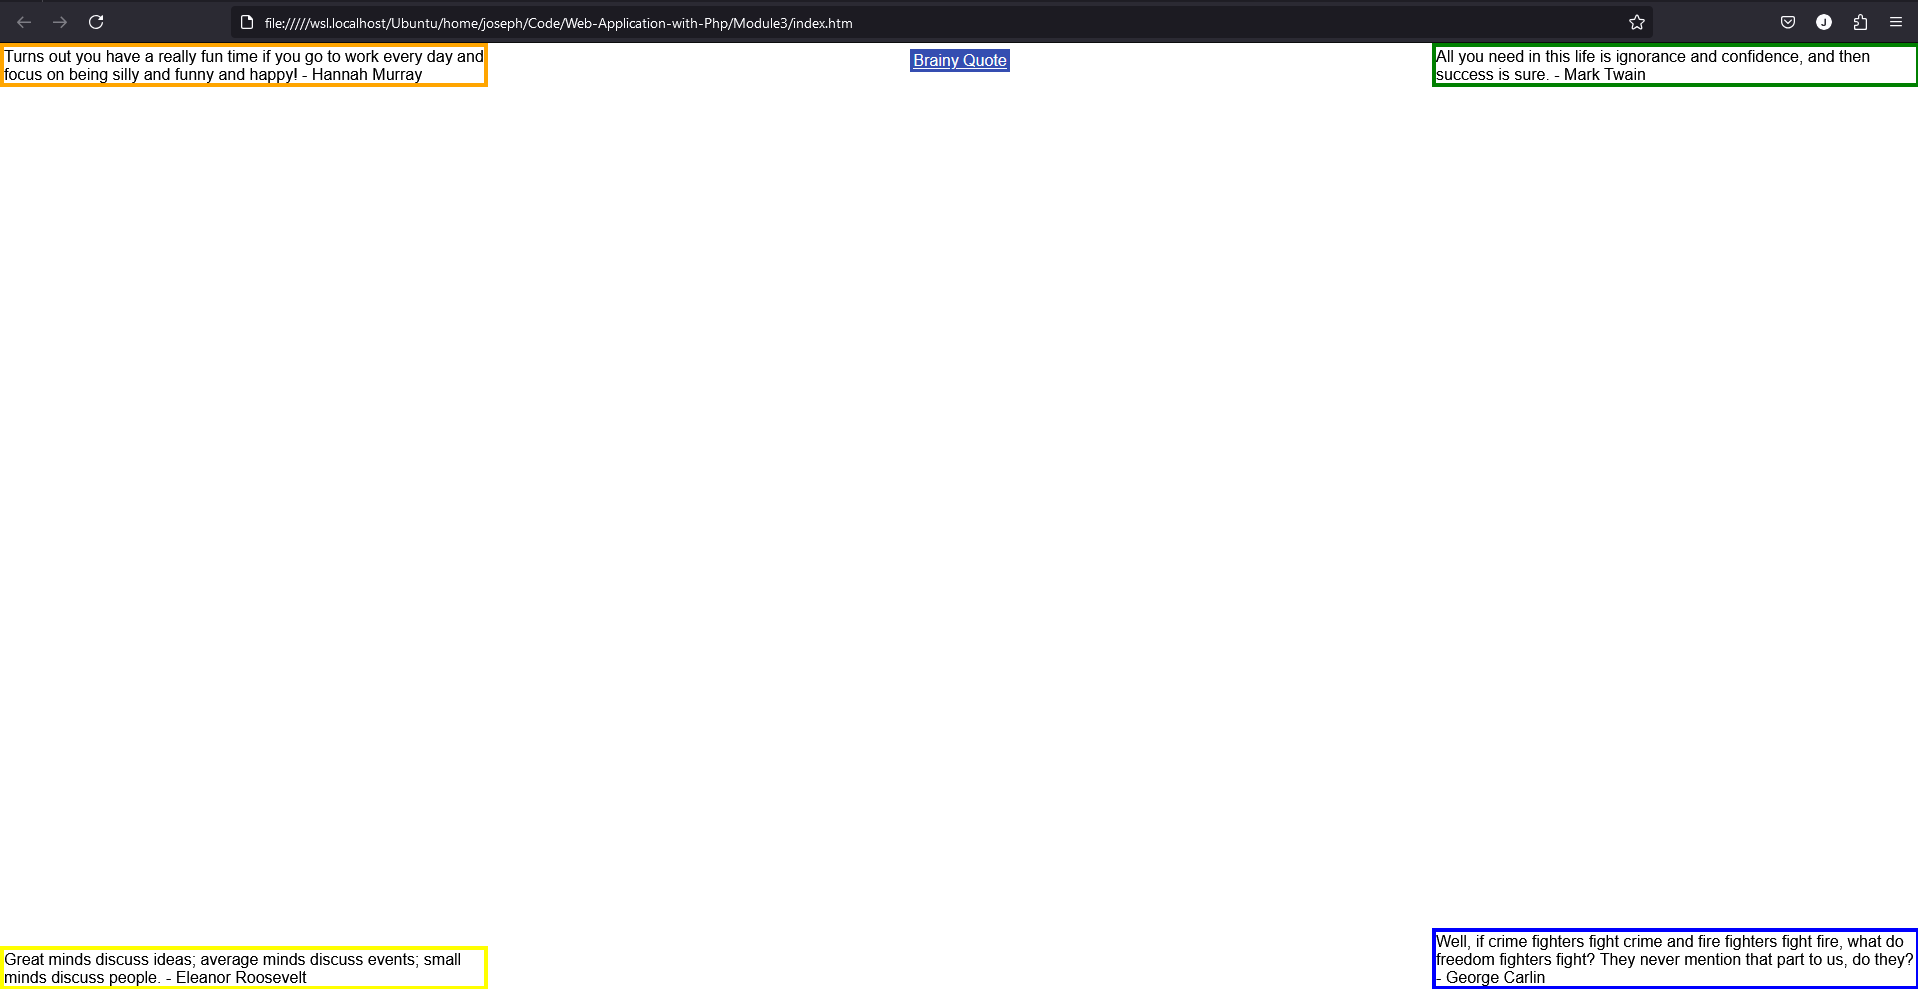 file://///wsl.localhost/Ubuntu/home/joseph/Code/Web-Application-with-Php/Module3/index.htm
J
Turns out you have a really fun time if you go to work every day and
focus on being silly and funny and happy! - Hannah Murray
Brainy Quote
All you need in this life is ignorance and confidence, and then
success is sure. - Mark Twain
Great minds discuss ideas; average minds discuss events; small
minds discuss people. - Eleanor Roosevelt
Well, if crime fighters fight crime and fire fighters fight fire, what do
freedom fighters fight? They never mention that part to us, do they?
- George Carlin